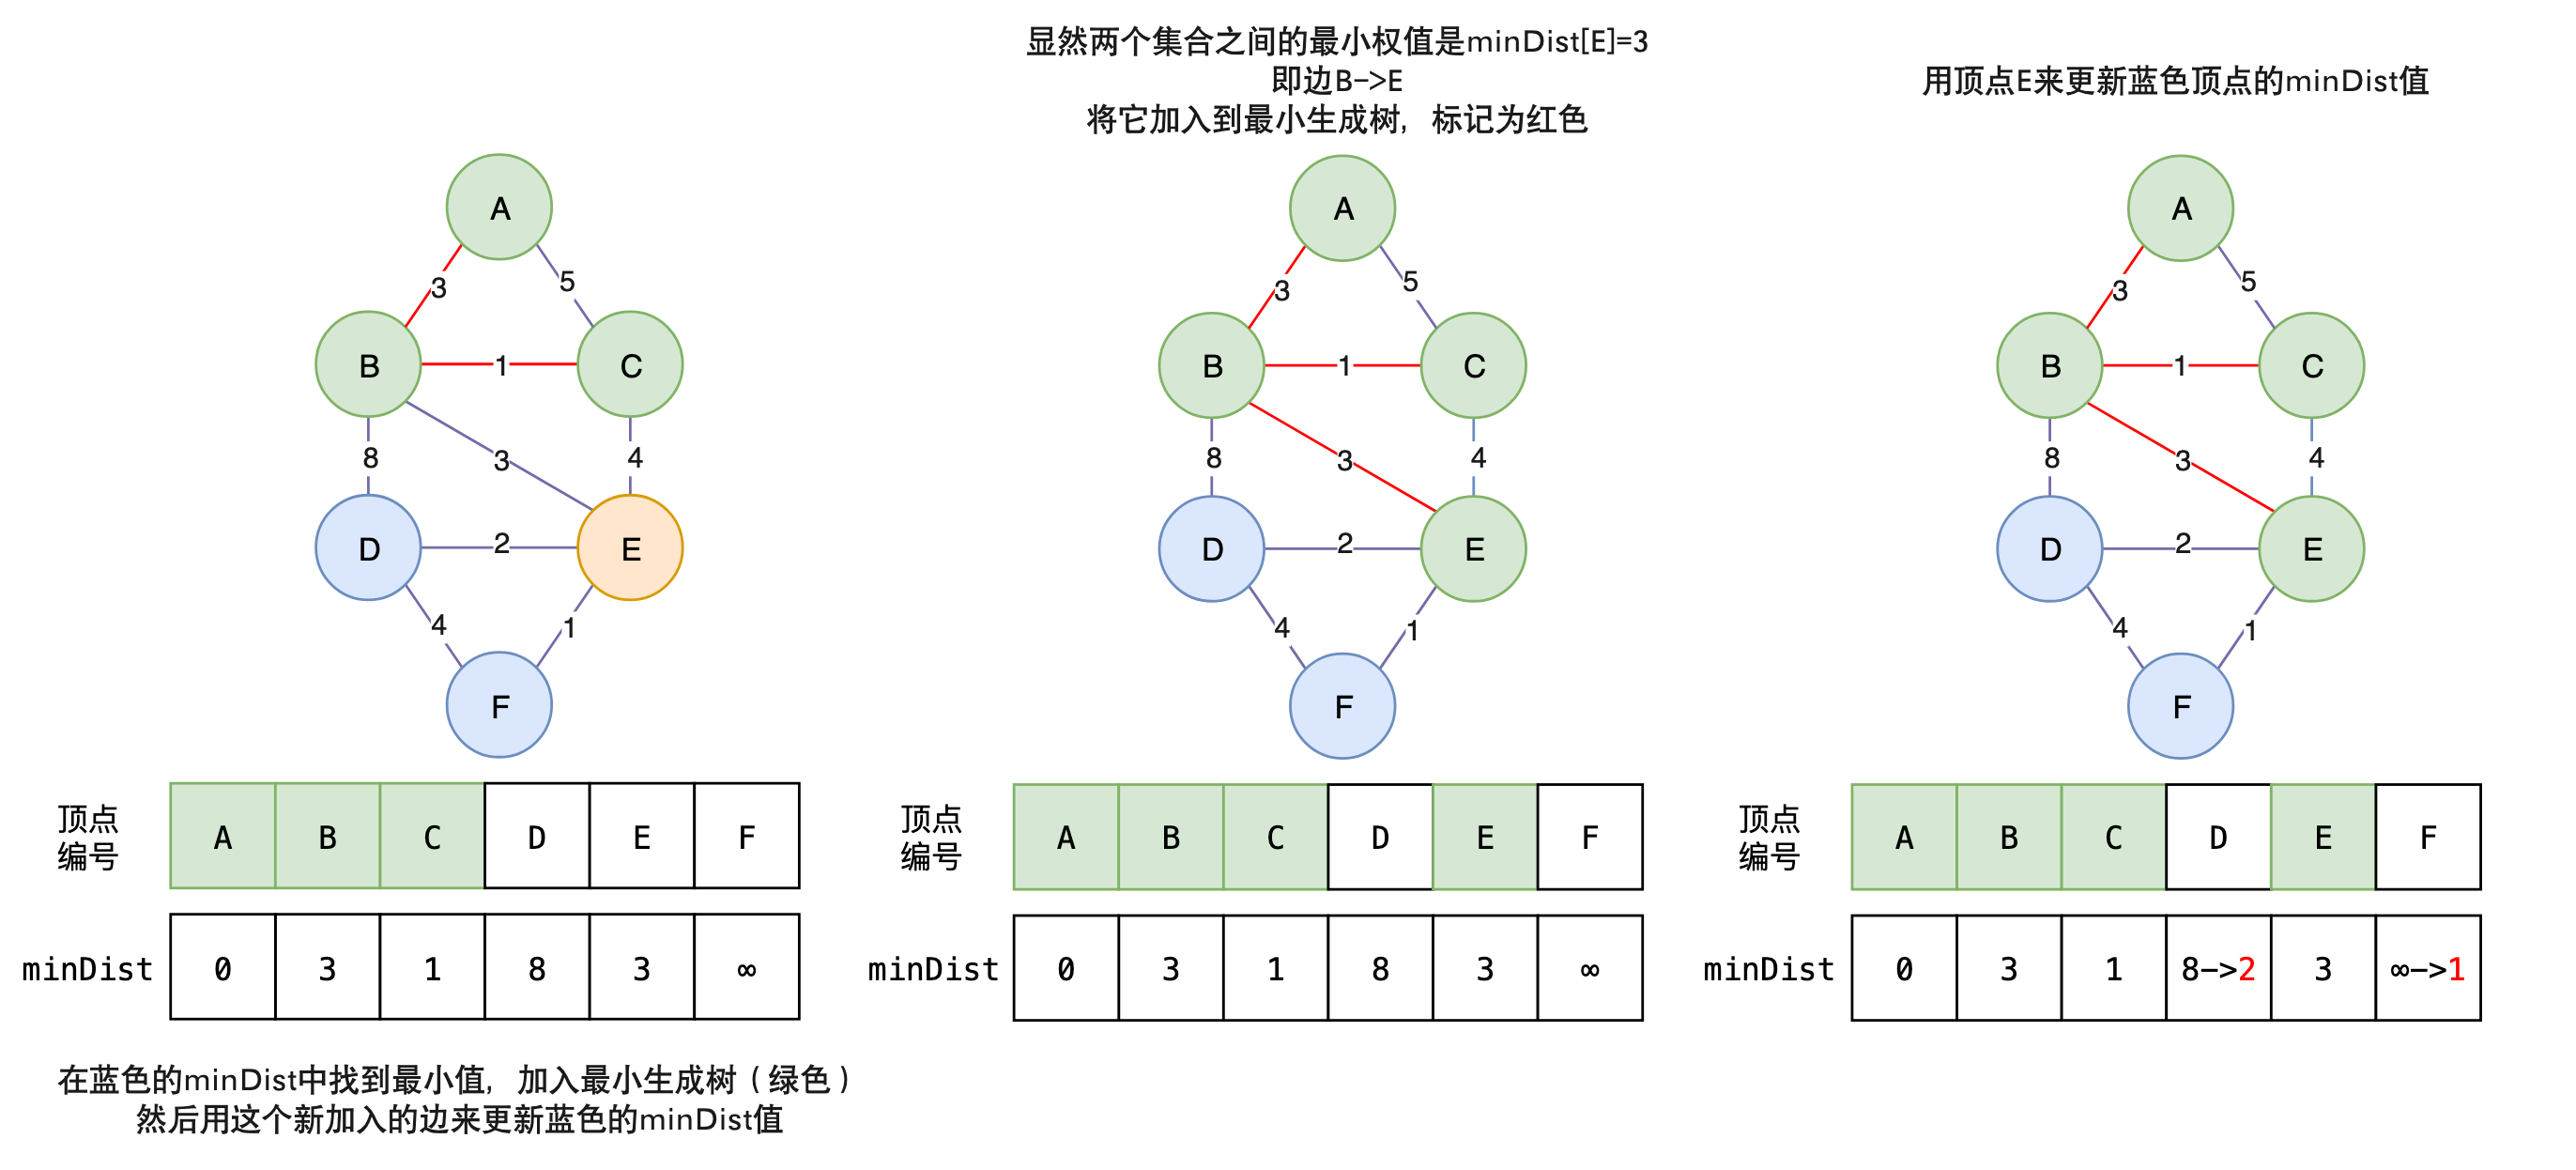 显然两个集合之间的最小权值是minDist[E]=3
即边B->E
将它加入到最小生成树，标记为红色
用顶点E来更新蓝色顶点的minDist值
A
3
5
B
1
C
8
3
4
D
2
E
4
1
F
顶点
编号
A B C D E F
minDist
0 3 1 8 3 ∞
在蓝色的minDist中找到最小值，加入最小生成树（绿色）
然后用这个新加入的边来更新蓝色的minDist值
A
3
5
B
1
C
8
3
4
D
2
E
4
1
F
顶点
编号
A B C D E F
minDist
0 3 1 8 3 ∞
A
3
5
B
1
C
8
3
4
D
2
E
4
1
F
顶点
编号
A B C D E F
minDist
0 3 1 8->2 3 ∞->1